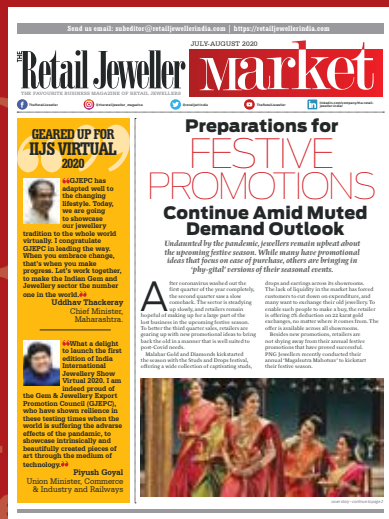 Send us email: subeditor@retailjewellerindia.com | https://retailjewellerindia.com
JULY-AUGUST 2020
THE Retail Jeweller Market
THE FAVOURITE BUSINESS MAGAZINE OF RETAIL JEWELLERS
GEARED UP FOR
IIJS VIRTUAL
2020
GJEPC has
adapted well to
the changing
lifestyle. Today,
we are going
to showcase
our jewellery
tradition to the whole world
virtually. I congratulate
GJEPC in leading the way.
When you embrace change,
that's when you make
progress. Let's work together,
to make the Indian Gem and
Jewellery sector the number
one in the world.
Uddhav Thackeray
Chief Minister,
Maharashtra.
What a delight
to launch the first
edition of India
International
Jewellery Show
Virtual 2020. I am
indeed proud of
the Gem & Jewellery Export
Promotion Council (GJEPC),
who have shown resilience in
these testing times when the
world is suffering the adverse
effects of the pandemic, to
showcase intrinsically and
beautifully created pieces of
art through the medium of
technology.
Piyush Goyal
Union Minister, Commerce
& Industry and Railways
Preparations for
FESTIVE
PROMOTIONS
Continue Amid Muted
Demand Outlook
Undaunted by the pandemic, jewellers remain upbeat about
the upcoming festive season. While many have promotional
ideas that focus on ease of purchase, others are bringing in
'phy-gital' versions of their seasonal events.
After coronavirus washed out the
first quarter of the year completely,
the second quarter saw a slow
comeback. The sector is studying
up slowly, and retailers remain
hopeful of making up for a large part of the
lost business in the upcoming festive season.
To better the third quarter sales, retailers are
gearing up with new promotional ideas to bring
back the old in a manner that is well suited to
post-Covid needs.
Malabar Gold and Diamonds kickstarted
the season with the Studs and Drops festival,
offering a wide collection of captivating studs,
drops and earrings across its showrooms.
The lack of liquidity in the market has forced
customers to cut down on expenditure, and
many want to exchange their old jewellery. To
enable such people to make a buy, the retailer
is offering 0% deduction on 22 karat gold
exchanges, no matter where it comes from. The
offer is available across all showrooms.
Besides new promotions, retailers are
not shying away from their annual festive
promotions that have proved successful.
PNG Jewellers recently conducted their
annual 'Mangalsutra Mahotsav' to kickstart
their festive season.